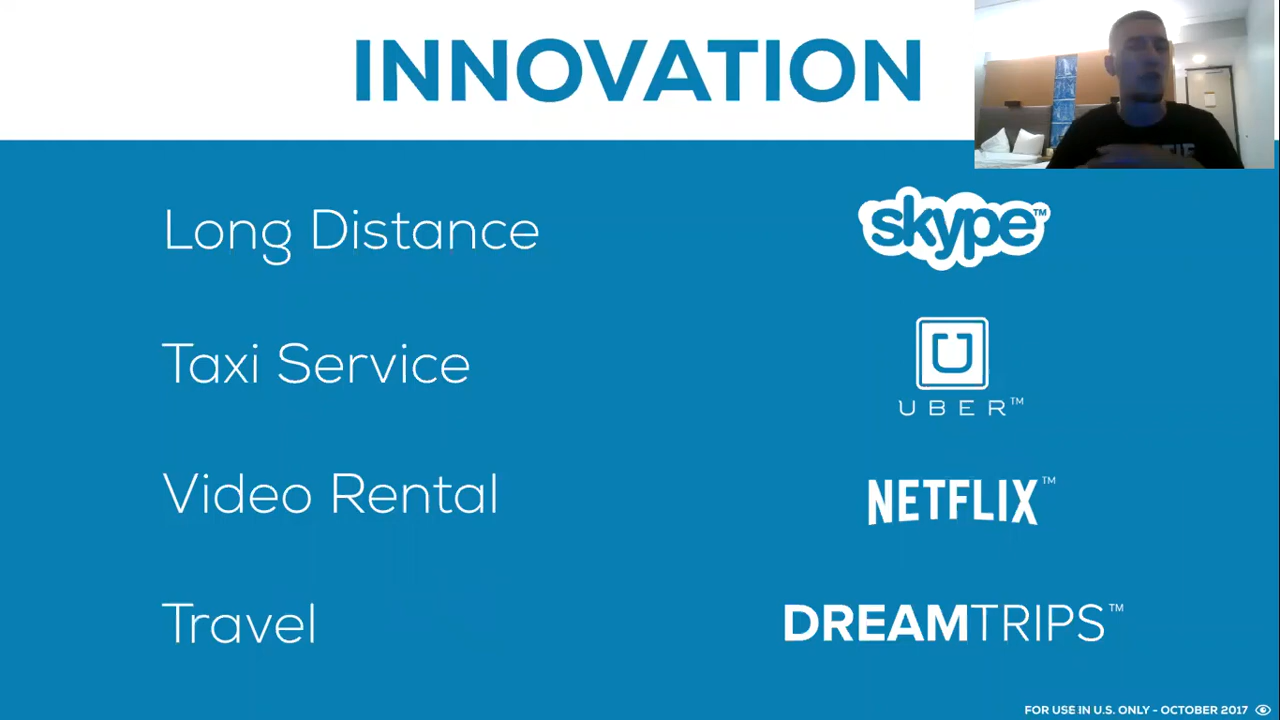 INNOVATION
Long Distance
skype™
Taxi Service
UBER™
Video Rental
NETFLIX™
Travel
DREAMTRIPS™
FOR USE IN U.S. ONLY - OCTOBER 2017